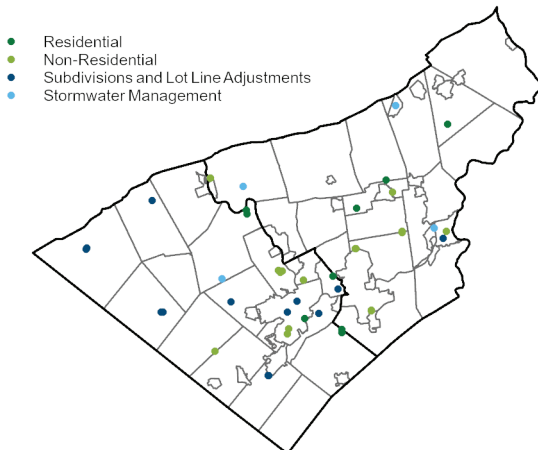 Residential
Non-Residential
Subdivisions and Lot Line Adjustments
Stormwater Management